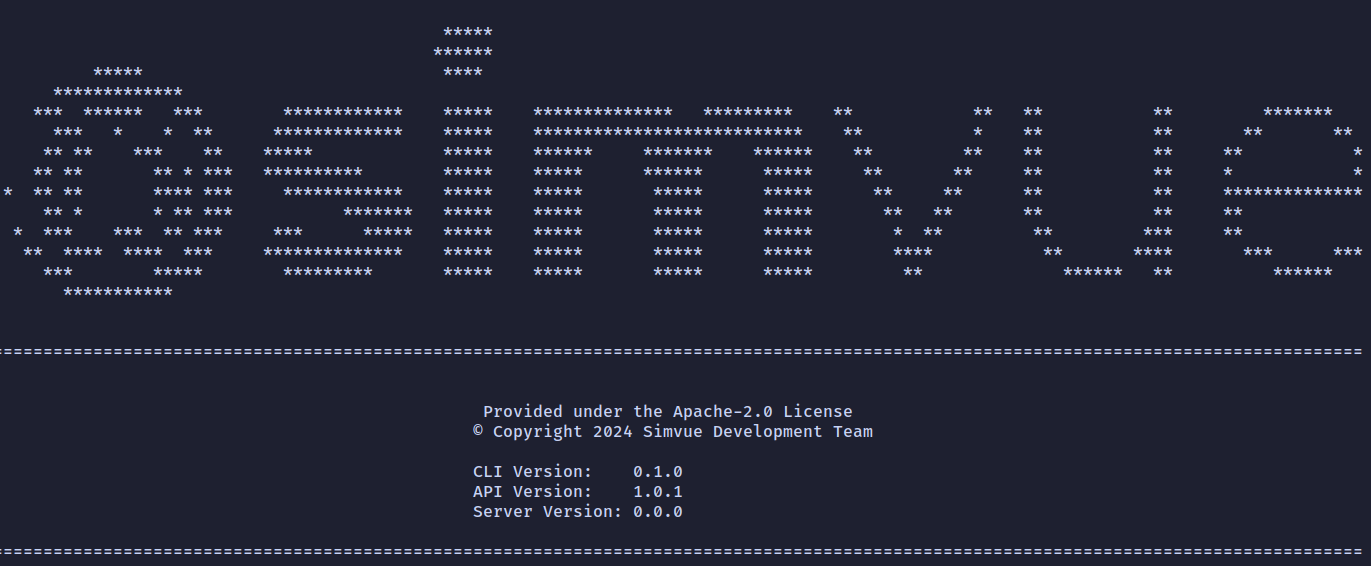 simvue
Provided under the Apache-2.0 License
© Copyright 2024 Simvue Development Team
CLI Version: 0.1.0
API Version: 1.0.1
Server Version: 0.0.0